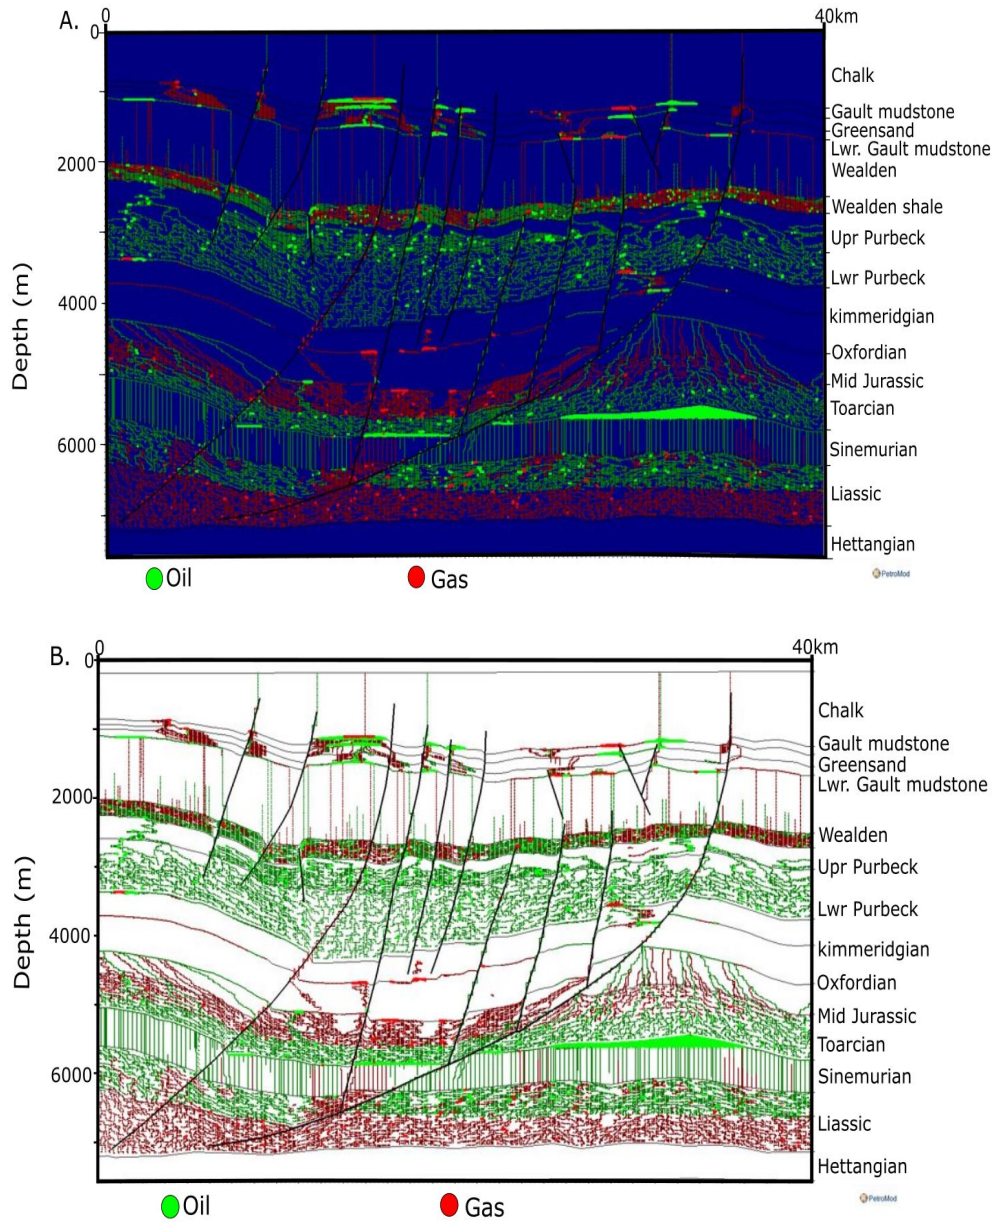 A.
0
40km
0
2000
4000
6000
Depth (m)
Chalk
Gault mudstone
Greensand
Lwr. Gault mudstone
Wealden
Wealden shale
Upr Purbeck
Lwr Purbeck
kimmeridgian
Oxfordian
Mid Jurassic
Toarcian
Sinemurian
Liassic
Hettangian
Oil
Gas
PetroMod
B.
0
40km
0
2000
4000
6000
Depth (m)
Chalk
Gault mudstone
Greensand
Lwr. Gault mudstone
Wealden
Upr Purbeck
Lwr Purbeck
kimmeridgian
Oxfordian
Mid Jurassic
Toarcian
Sinemurian
Liassic
Hettangian
Oil
Gas
PetroMod